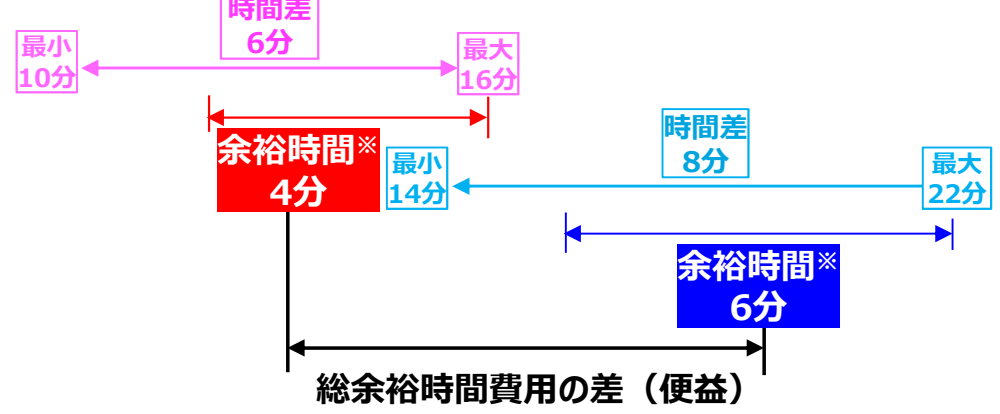 時間差
6分
最小
10分
最大
16分
余裕時間※
4分
時間差
8分
最小
14分
最大
22分
余裕時間※
6分
総余裕時間費用の差（便益）